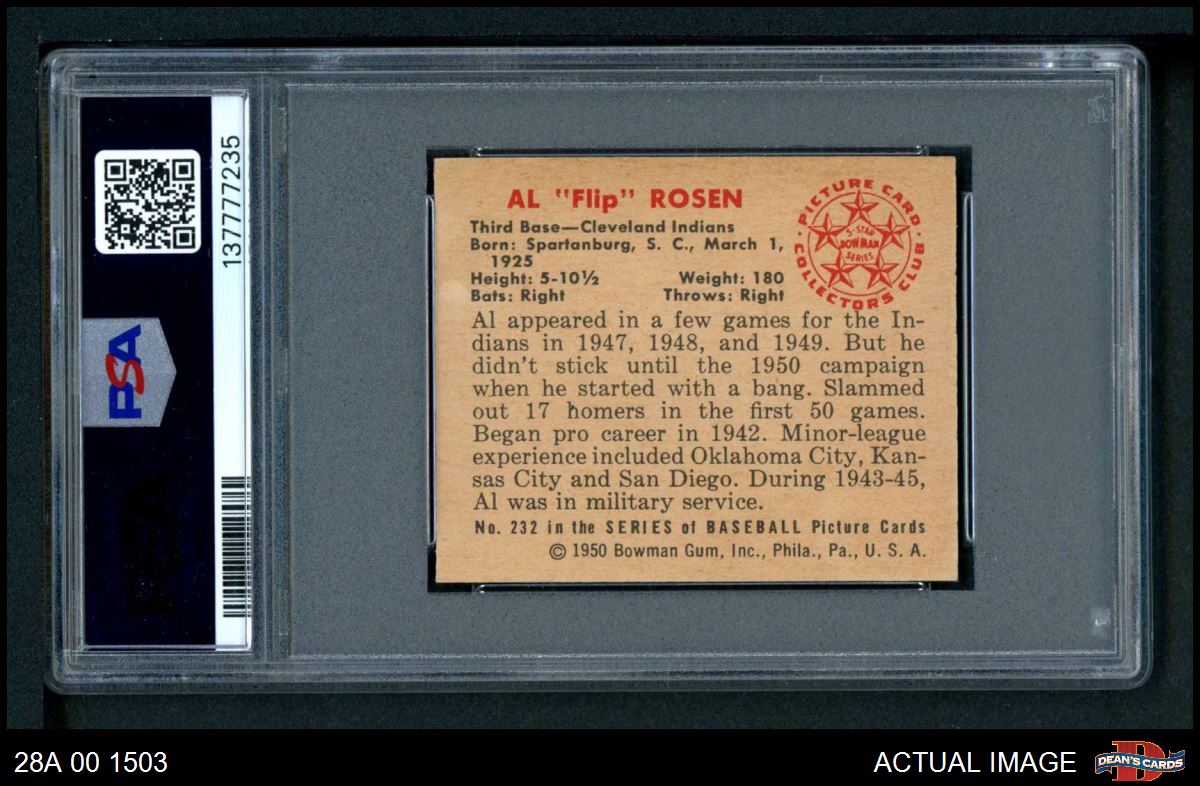 137777235
PSA
AL "Flip" ROSEN
Third Base—Cleveland Indians
Born: Spartanburg, S. C., March 1,
1925
Height: 5-10½ Weight: 180
Bats: Right Throws: Right
PICTURE CARD
COLLECTORS CLUB
5-STAR
BOWMAN
SERIES
Al appeared in a few games for the In-
dians in 1947, 1948, and 1949. But he
didn't stick until the 1950 campaign
when he started with a bang. Slammed
out 17 homers in the first 50 games.
Began pro career in 1942. Minor-league
experience included Oklahoma City, Kan-
sas City and San Diego. During 1943-45,
Al was in military service.
No. 232 in the SERIES of BASEBALL Picture Cards
© 1950 Bowman Gum, Inc., Phila., Pa., U. S. A.
28A 00 1503
ACTUAL IMAGE
D
DEAN'S CARDS